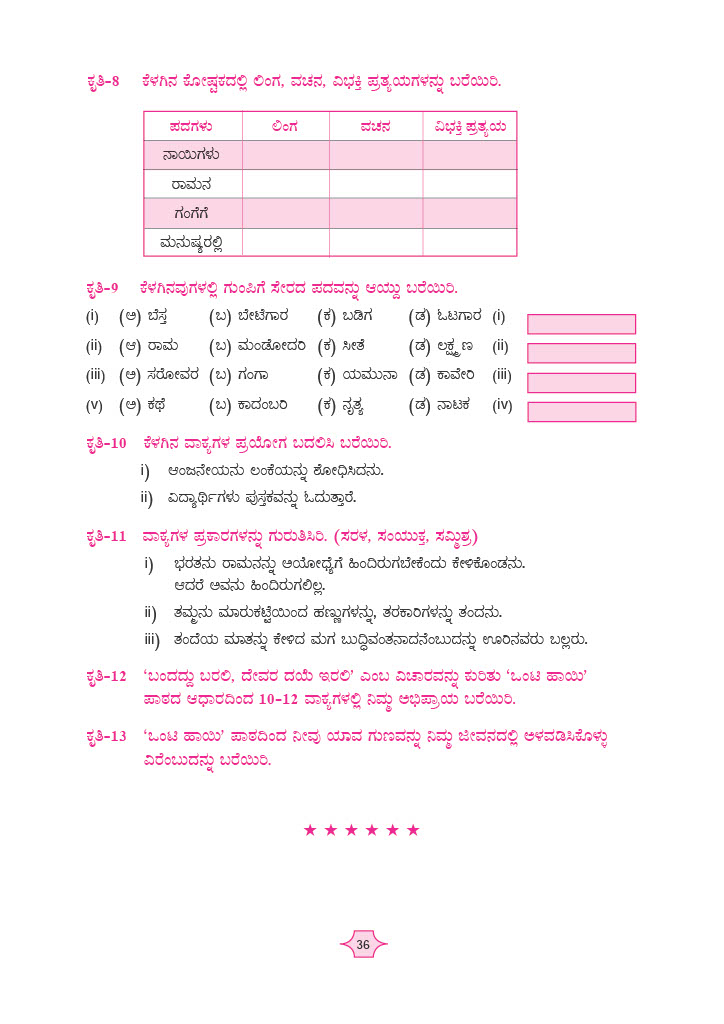 ಕೃತಿ-8 ಕೆಳಗಿನ ಕೋಷ್ಟಕದಲ್ಲಿ ಲಿಂಗ, ವಚನ, ವಿಭಕ್ತಿ ಪ್ರತ್ಯಯಗಳನ್ನು ಬರೆಯಿರಿ.
ಪದಗಳು ಲಿಂಗ ವಚನ ವಿಭಕ್ತಿ ಪ್ರತ್ಯಯ
ನಾಯಿಗಳು
ರಾಮನ
ಗಂಗೆಗೆ
ಮನುಷ್ಯರಲ್ಲಿ
ಕೃತಿ-9 ಕೆಳಗಿನವುಗಳಲ್ಲಿ ಗುಂಪಿಗೆ ಸೇರದ ಪದವನ್ನು ಆಯ್ದು ಬರೆಯಿರಿ.
(i) (ಅ) ಬೆಸ್ತ (ಬ) ಬೇಟೆಗಾರ (ಕ) ಬಡಿಗ (ಡ) ಓಟಗಾರ (i)
(ii) (ಆ) ರಾಮ (ಬ) ಮಂಡೋದರಿ (ಕ) ಸೀತೆ (ಡ) ಲಕ್ಷ್ಮಣ (ii)
(iii) (ಅ) ಸರೋವರ (ಬ) ಗಂಗಾ (ಕ) ಯಮುನಾ (ಡ) ಕಾವೇರಿ (iii)
(v) (ಅ) ಕಥೆ (ಬ) ಕಾದಂಬರಿ (ಕ) ನೃತ್ಯ (ಡ) ನಾಟಕ (iv)
ಕೃತಿ-10 ಕೆಳಗಿನ ವಾಕ್ಯಗಳ ಪ್ರಯೋಗ ಬದಲಿಸಿ ಬರೆಯಿರಿ.
i) ಆಂಜನೇಯನು ಲಂಕೆಯನ್ನು ಶೋಧಿಸಿದನು.
ii) ವಿದ್ಯಾರ್ಥಿಗಳು ಪುಸ್ತಕವನ್ನು ಓದುತ್ತಾರೆ.
ಕೃತಿ-11 ವಾಕ್ಯಗಳ ಪ್ರಕಾರಗಳನ್ನು ಗುರುತಿಸಿರಿ. (ಸರಳ, ಸಂಯುಕ್ತ, ಸಮ್ಮಿಶ್ರ)
i) ಭರತನು ರಾಮನನ್ನು ಅಯೋಧ್ಯೆಗೆ ಹಿಂದಿರುಗಬೇಕೆಂದು ಕೇಳಿಕೊಂಡನು.
ಆದರೆ ಅವನು ಹಿಂದಿರುಗಲಿಲ್ಲ.
ii) ತಮ್ಮನು ಮಾರುಕಟ್ಟೆಯಿಂದ ಹಣ್ಣುಗಳನ್ನು, ತರಕಾರಿಗಳನ್ನು ತಂದನು.
iii) ತಂದೆಯ ಮಾತನ್ನು ಕೇಳಿದ ಮಗ ಬುದ್ಧಿವಂತನಾದನೆಂಬುದನ್ನು ಊರಿನವರು ಬಲ್ಲರು.
ಕೃತಿ-12 ‘ಬಂದದ್ದು ಬರಲಿ, ದೇವರ ದಯೆ ಇರಲಿ’ ಎಂಬ ವಿಚಾರವನ್ನು ಕುರಿತು ‘ಒಂಟಿ ಹಾಯಿ’
ಪಾಠದ ಆಧಾರದಿಂದ 10-12 ವಾಕ್ಯಗಳಲ್ಲಿ ನಿಮ್ಮ ಅಭಿಪ್ರಾಯ ಬರೆಯಿರಿ.
ಕೃತಿ-13 ‘ಒಂಟಿ ಹಾಯಿ’ ಪಾಠದಿಂದ ನೀವು ಯಾವ ಗುಣವನ್ನು ನಿಮ್ಮ ಜೀವನದಲ್ಲಿ ಅಳವಡಿಸಿಕೊಳ್ಳು
ವಿರೆಂಬುದನ್ನು ಬರೆಯಿರಿ.
★ ★ ★ ★ ★ ★
36